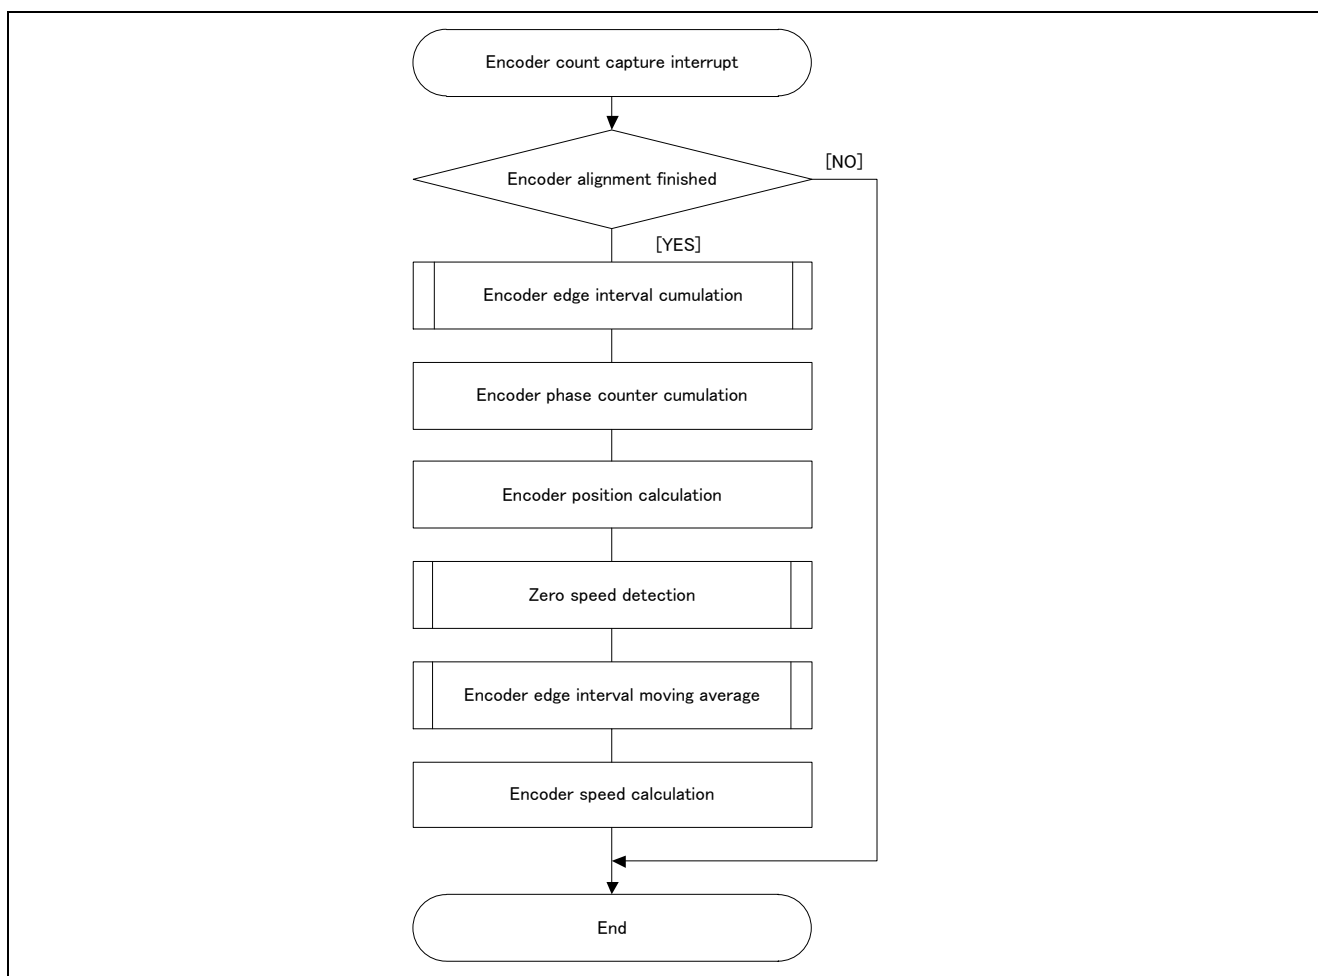 Encoder count capture interrupt
[NO]
Encoder alignment finished
[YES]
Encoder edge interval cumulation
Encoder phase counter cumulation
Encoder position calculation
Zero speed detection
Encoder edge interval moving average
Encoder speed calculation
End